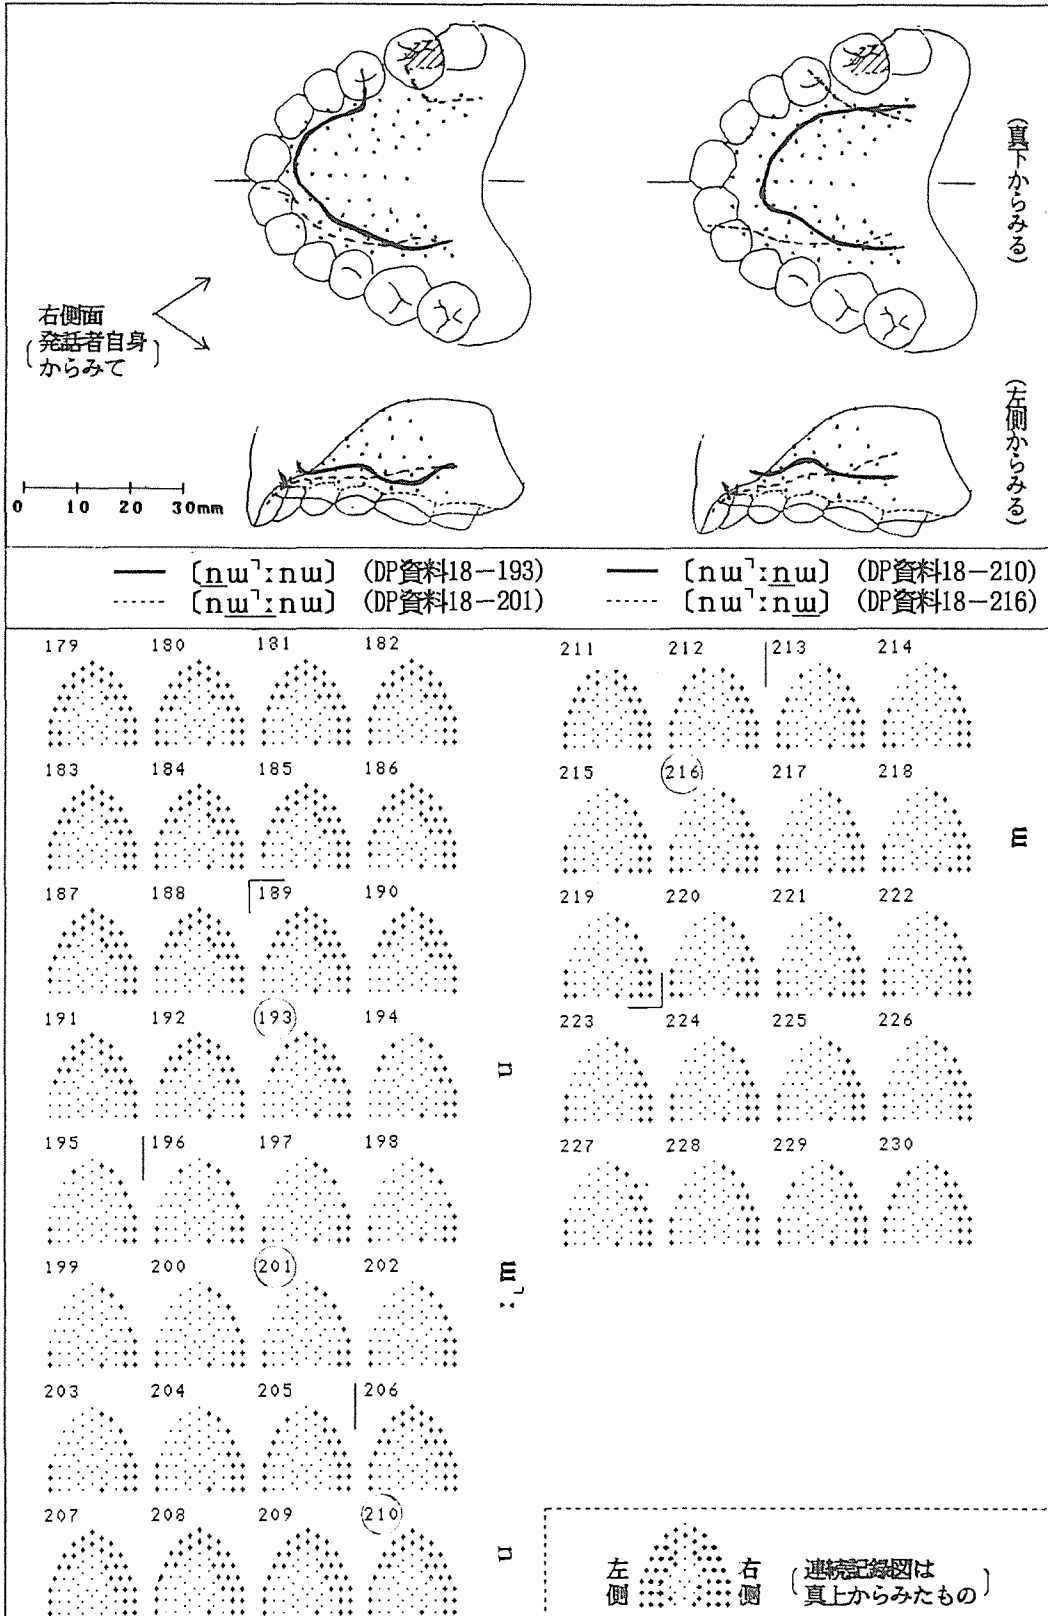 (真下からみる)
右側面
(発話者自身
からみて)
(左側からみる)
0 10 20 30mm
[nɯ˺ːnɯ] (DP資料18-193)
[nɯ˺ːnɯ] (DP資料18-201)
[nɯ˺ːnɯ] (DP資料18-210)
[nɯ˺ːnɯ] (DP資料18-216)
179 180 181 182
183 184 185 186
187 188 189 190
191 192 193 194
n
195 196 197 198
199 200 201 202
ɯ˺ː
203 204 205 206
207 208 209 210
n
211 212 213 214
215 216 217 218
ɯ
219 220 221 222
223 224 225 226
227 228 229 230
左側
右側
(連続記録図は
真上からみたもの)